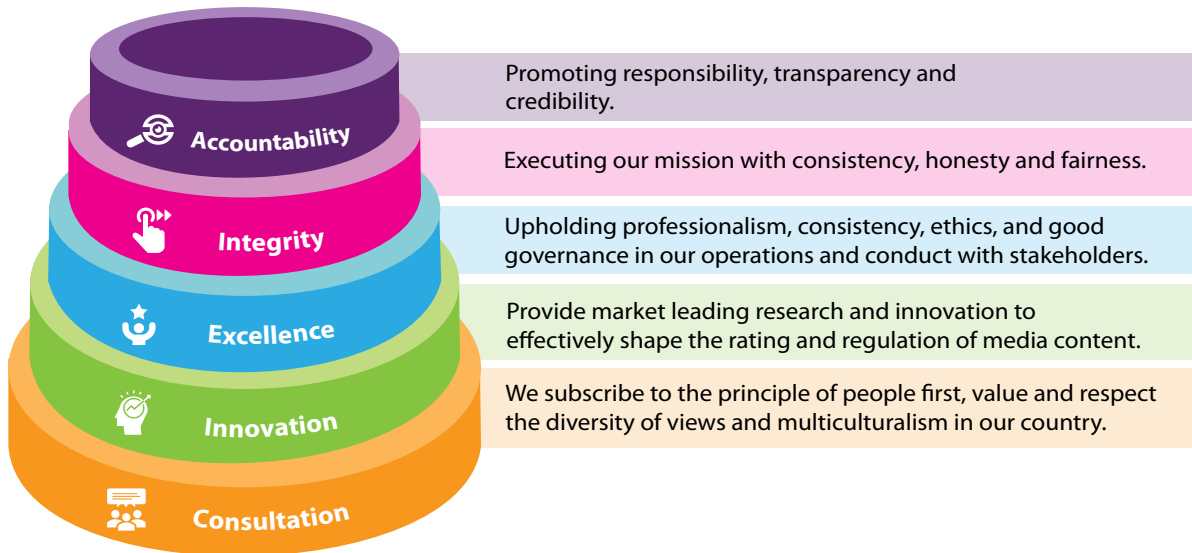 Accountability
Promoting responsibility, transparency and
credibility.
Integrity
Executing our mission with consistency, honesty and fairness.
Excellence
Upholding professionalism, consistency, ethics, and good
governance in our operations and conduct with stakeholders.
Innovation
Provide market leading research and innovation to
effectively shape the rating and regulation of media content.
Consultation
We subscribe to the principle of people first, value and respect
the diversity of views and multiculturalism in our country.